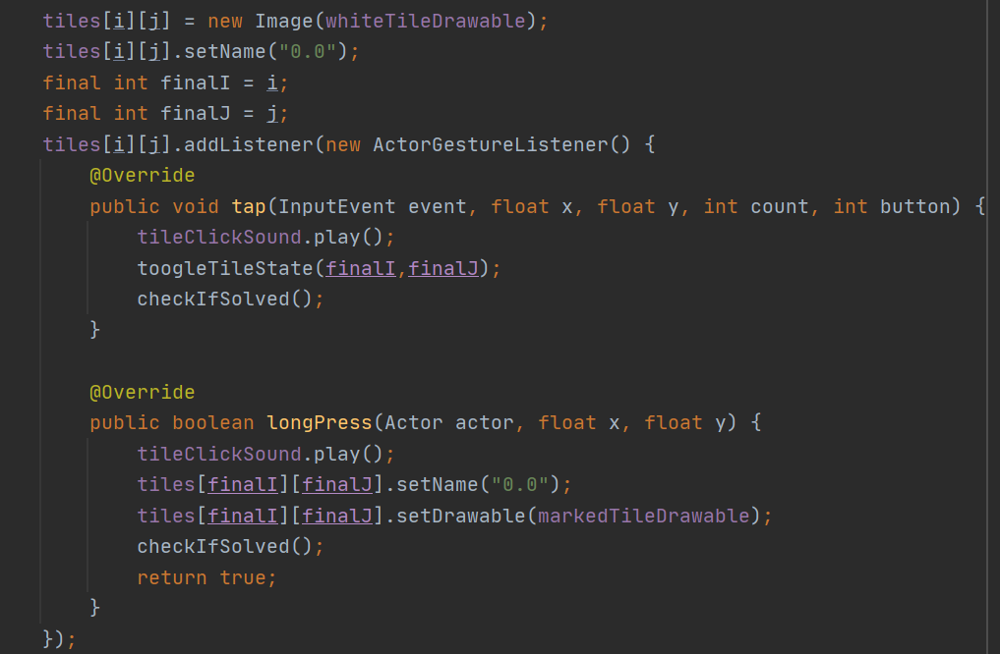 tiles[i][j] = new Image(whiteTileDrawable);
tiles[i][j].setName("0.0");
final int finalI = i;
final int finalJ = j;
tiles[i][j].addListener(new ActorGestureListener() {
@Override
public void tap(InputEvent event, float x, float y, int count, int button) {
tileClickSound.play();
toogleTileState(finalI,finalJ);
checkIfSolved();
}
@Override
public boolean longPress(Actor actor, float x, float y) {
tileClickSound.play();
tiles[finalI][finalJ].setName("0.0");
tiles[finalI][finalJ].setDrawable(markedTileDrawable);
checkIfSolved();
return true;
}
});